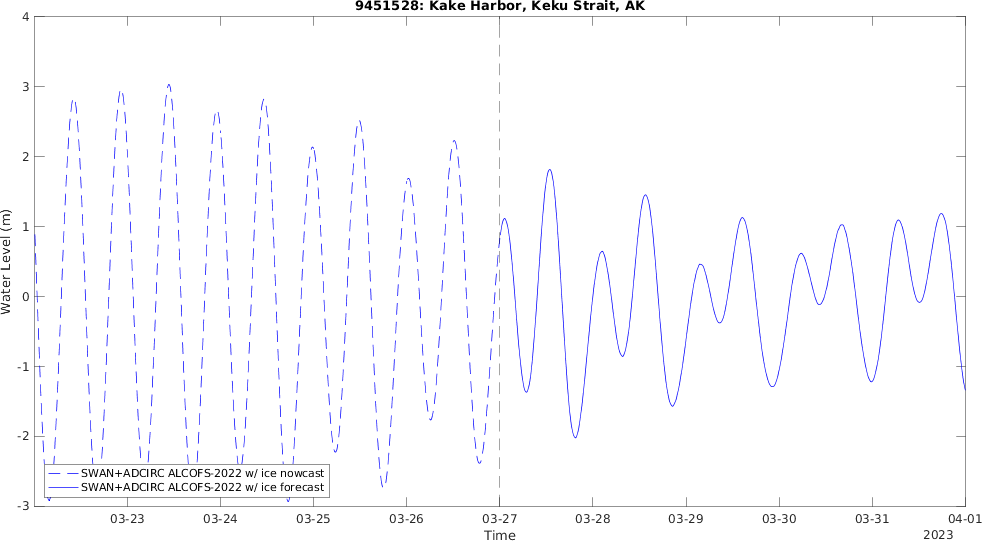 9451528: Kake Harbor, Keku Strait, AK
4
3
2
1
0
-1
-2
-3
Water Level (m)
SWAN+ADCIRC ALCOFS-2022 w/ ice nowcast
SWAN+ADCIRC ALCOFS-2022 w/ ice forecast
03-23 03-24 03-25 03-26 03-27 03-28 03-29 03-30 03-31 04-01
Time
2023